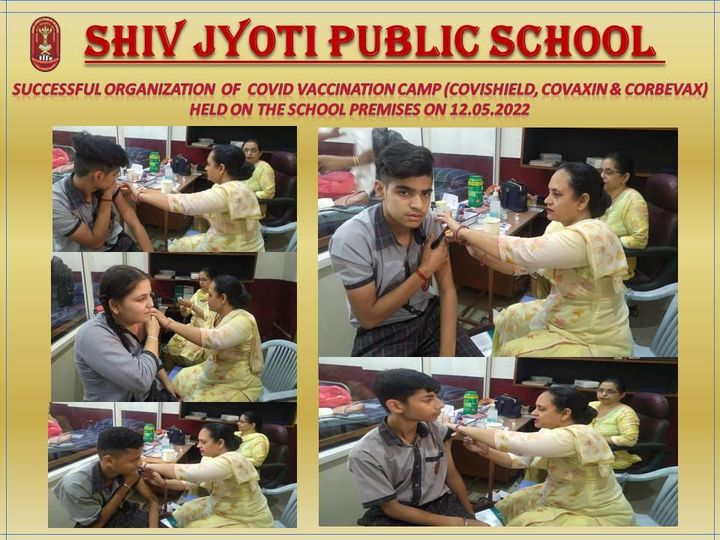 SHIV JYOTI PUBLIC SCHOOL
SUCCESSFUL ORGANIZATION OF COVID VACCINATION CAMP (COVISHIELD, COVAXIN & CORBEVAX)
HELD ON THE SCHOOL PREMISES ON 12.05.2022